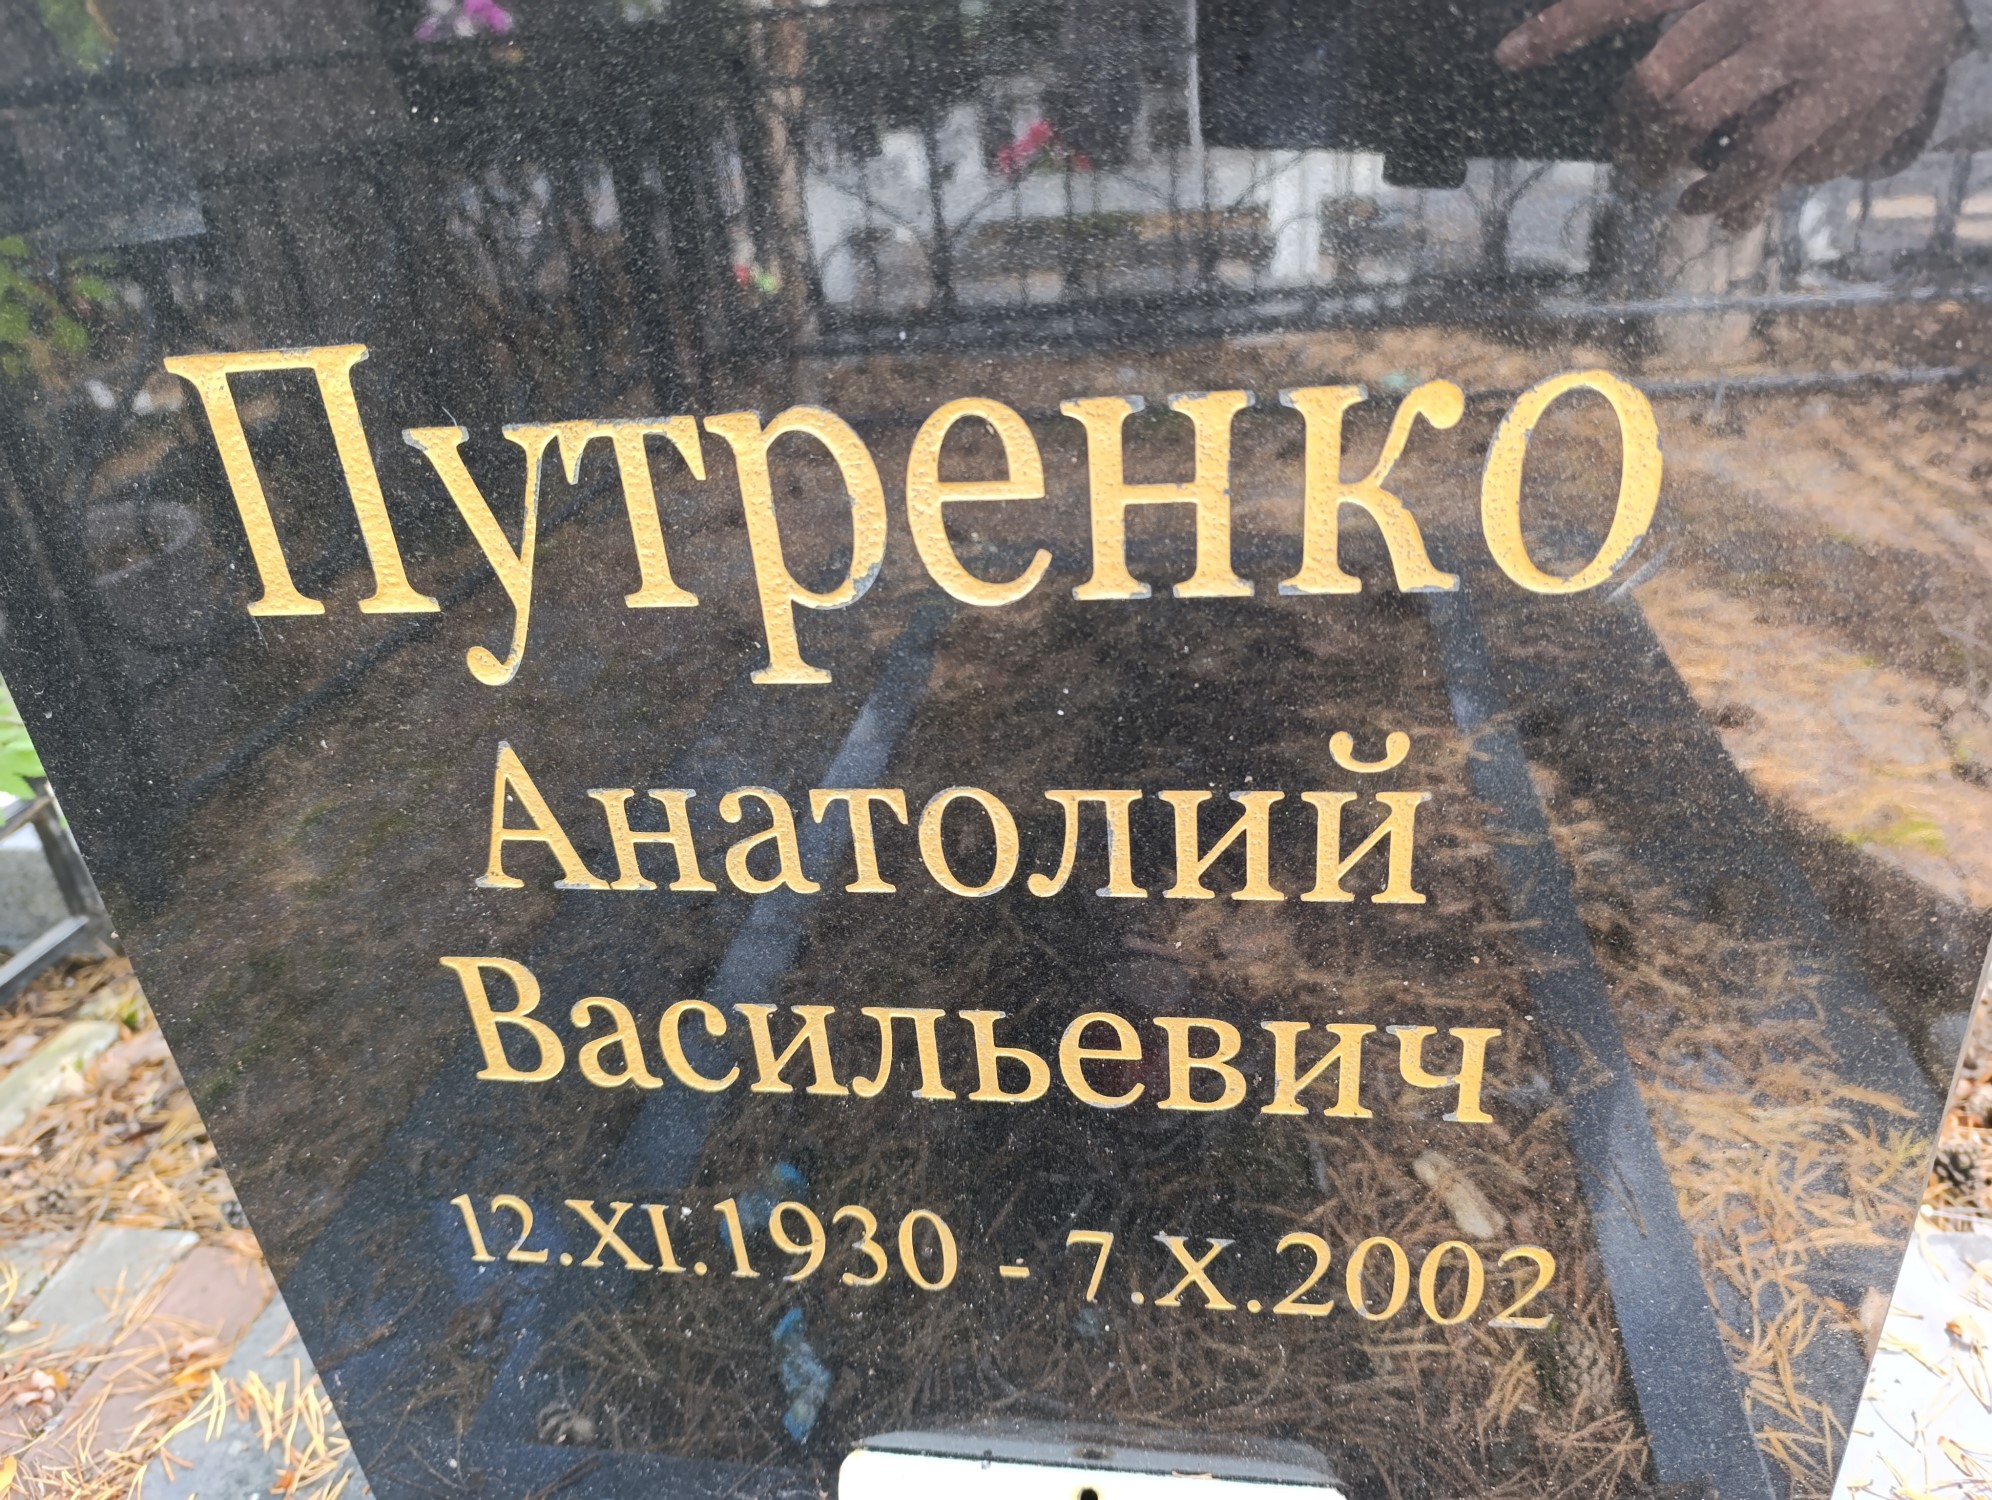 Путренко
Анатолий
Васильевич
12.XI.1930 - 7.X.2002